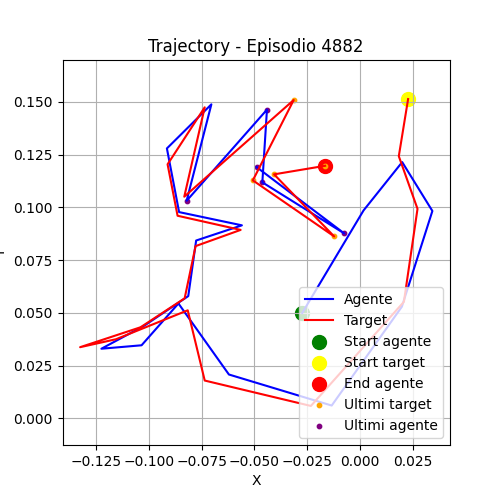 Trajectory - Episodio 4882
0.150
0.125
0.100
0.075
0.050
0.025
0.000
Agente
Target
Start agente
Start target
End agente
Ultimi target
Ultimi agente
−0.125 −0.100 −0.075 −0.050 −0.025 0.000 0.025
X